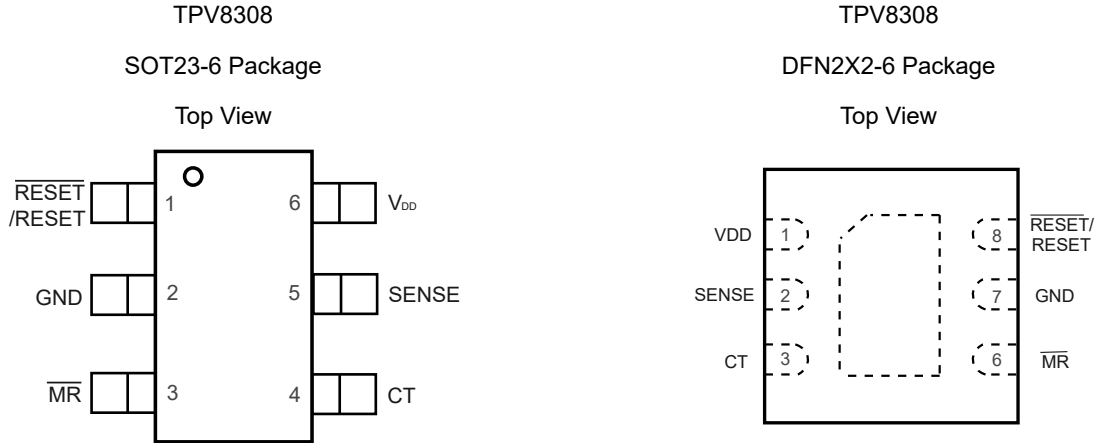 TPV8308
SOT23-6 Package
Top View
RESET
/RESET
1
6
VDD
GND
2
5
SENSE
MR
3
4
CT
TPV8308
DFN2X2-6 Package
Top View
VDD
1
8
RESET/
RESET
SENSE
2
7
GND
CT
3
6
MR